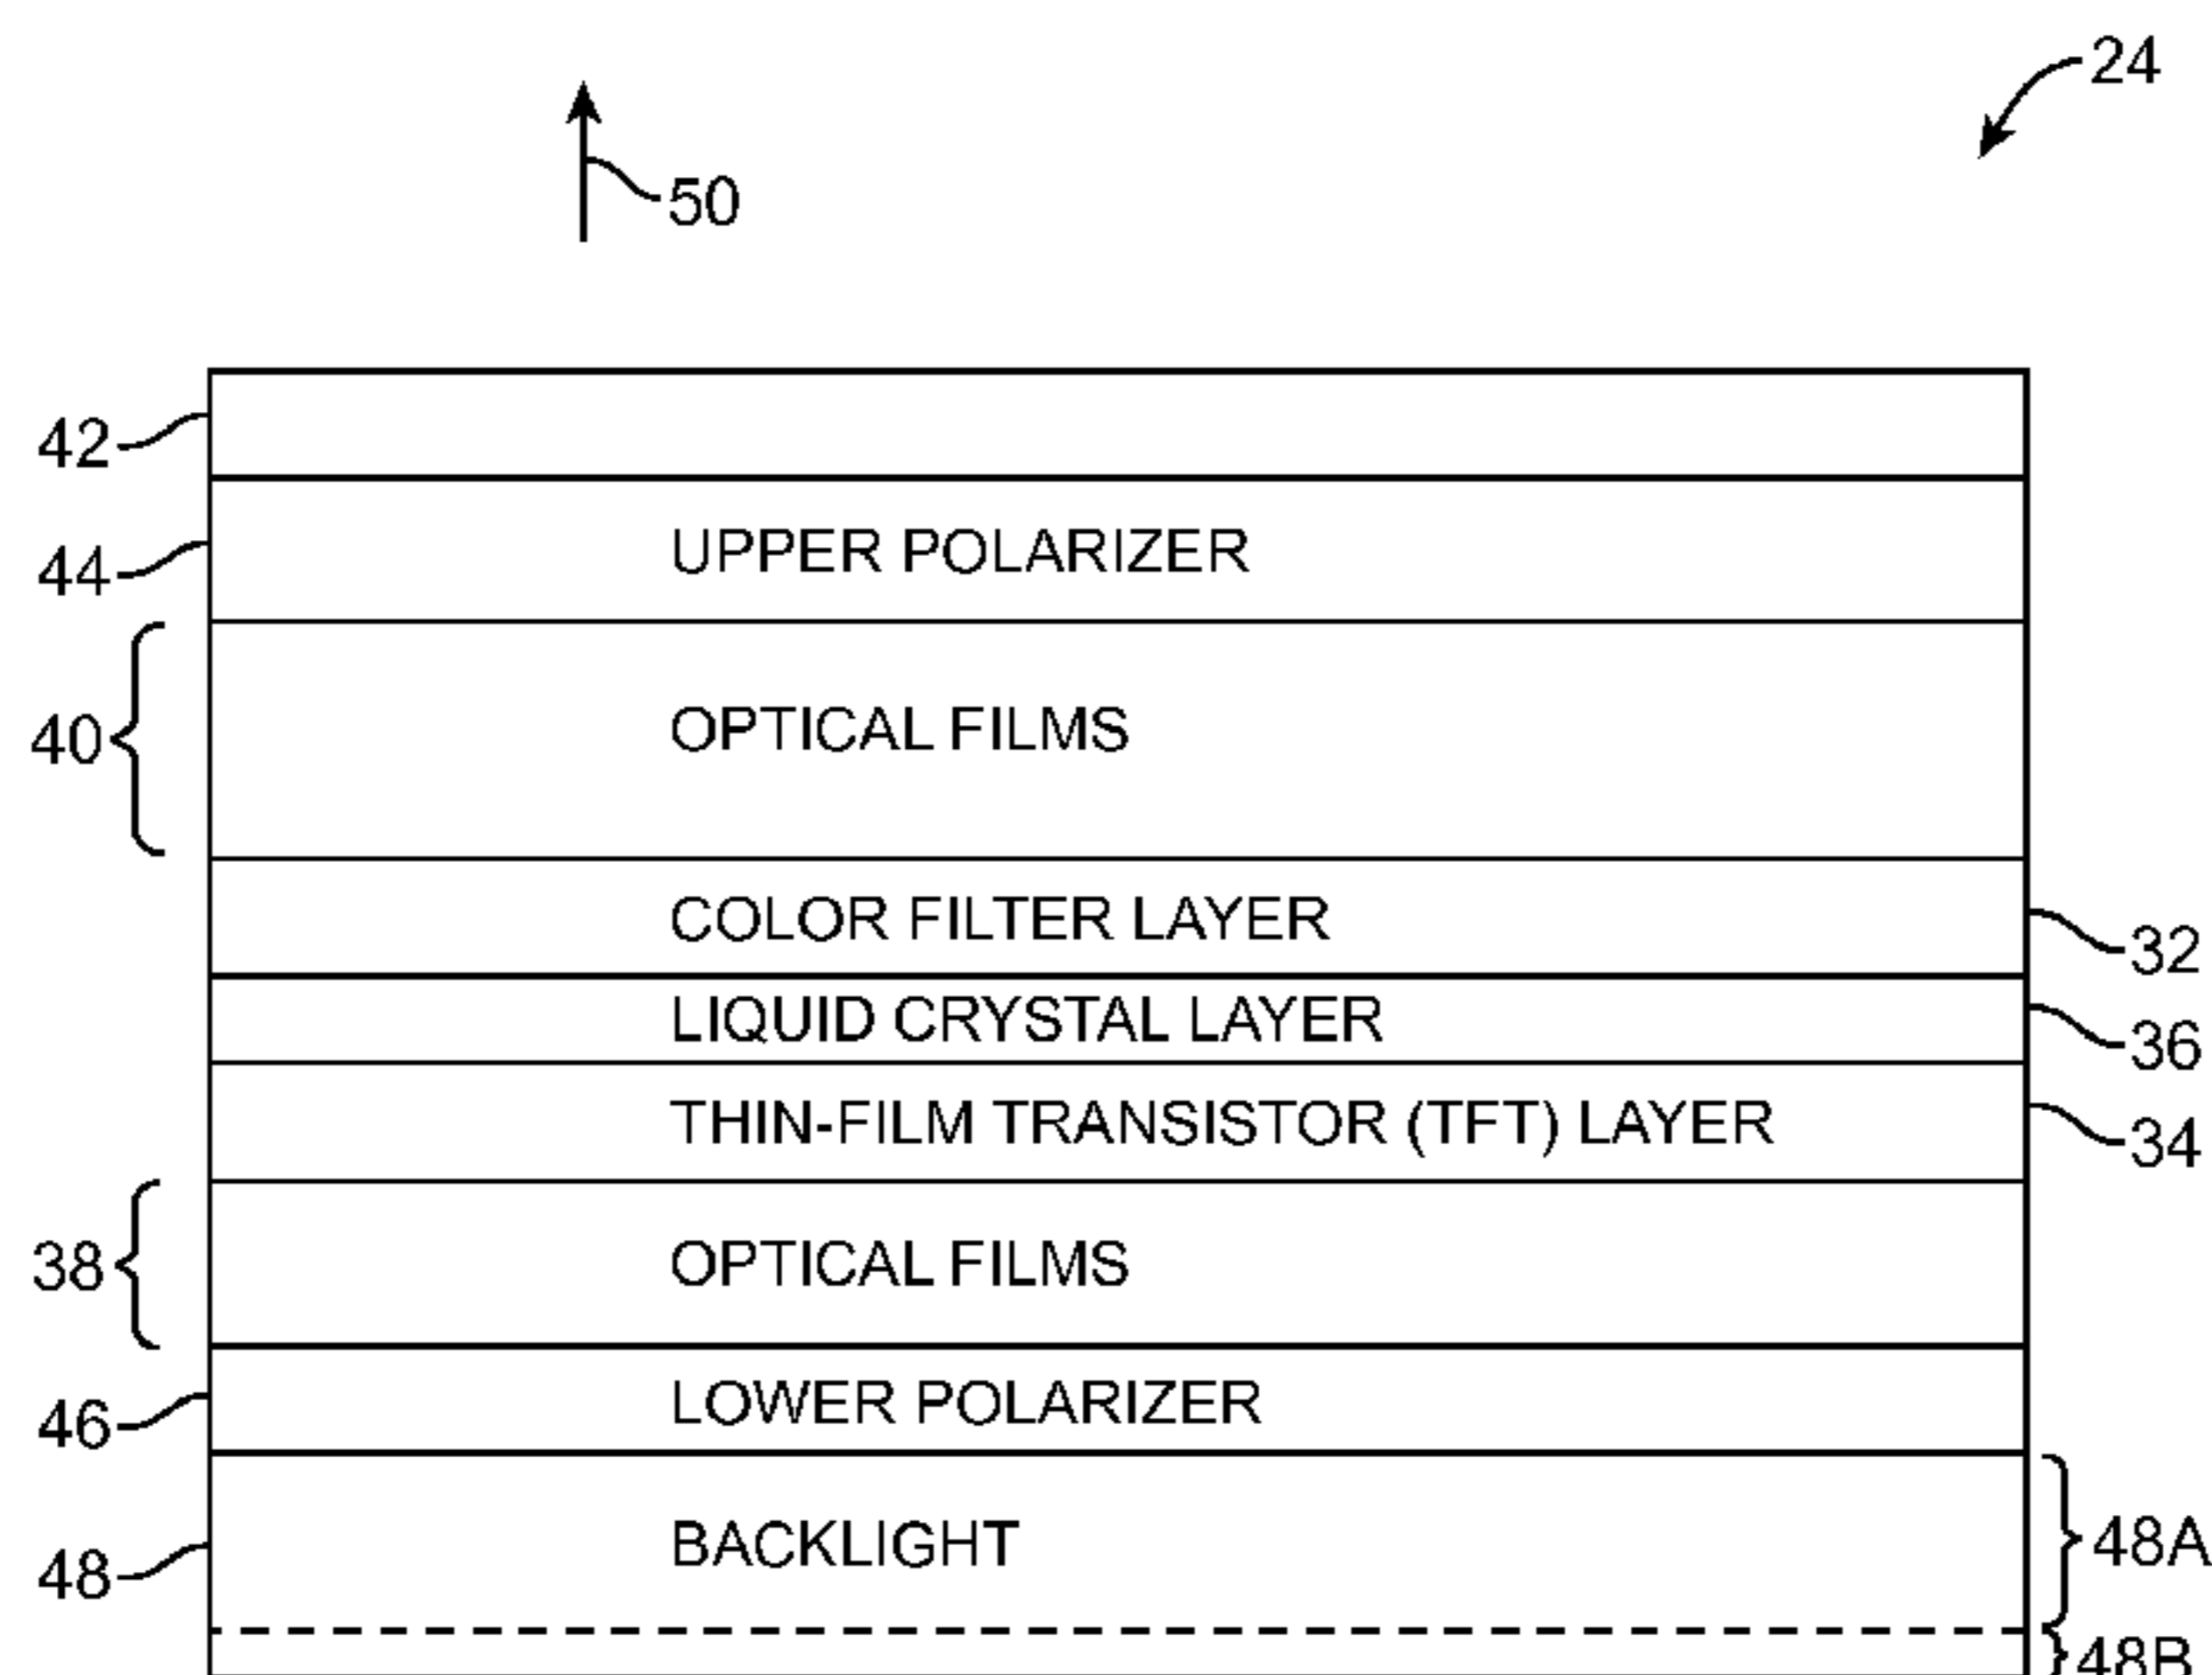 24
50
42
44 UPPER POLARIZER
40 OPTICAL FILMS
COLOR FILTER LAYER 32
LIQUID CRYSTAL LAYER 36
THIN-FILM TRANSISTOR (TFT) LAYER 34
38 OPTICAL FILMS
46 LOWER POLARIZER
48 BACKLIGHT 48A
48B